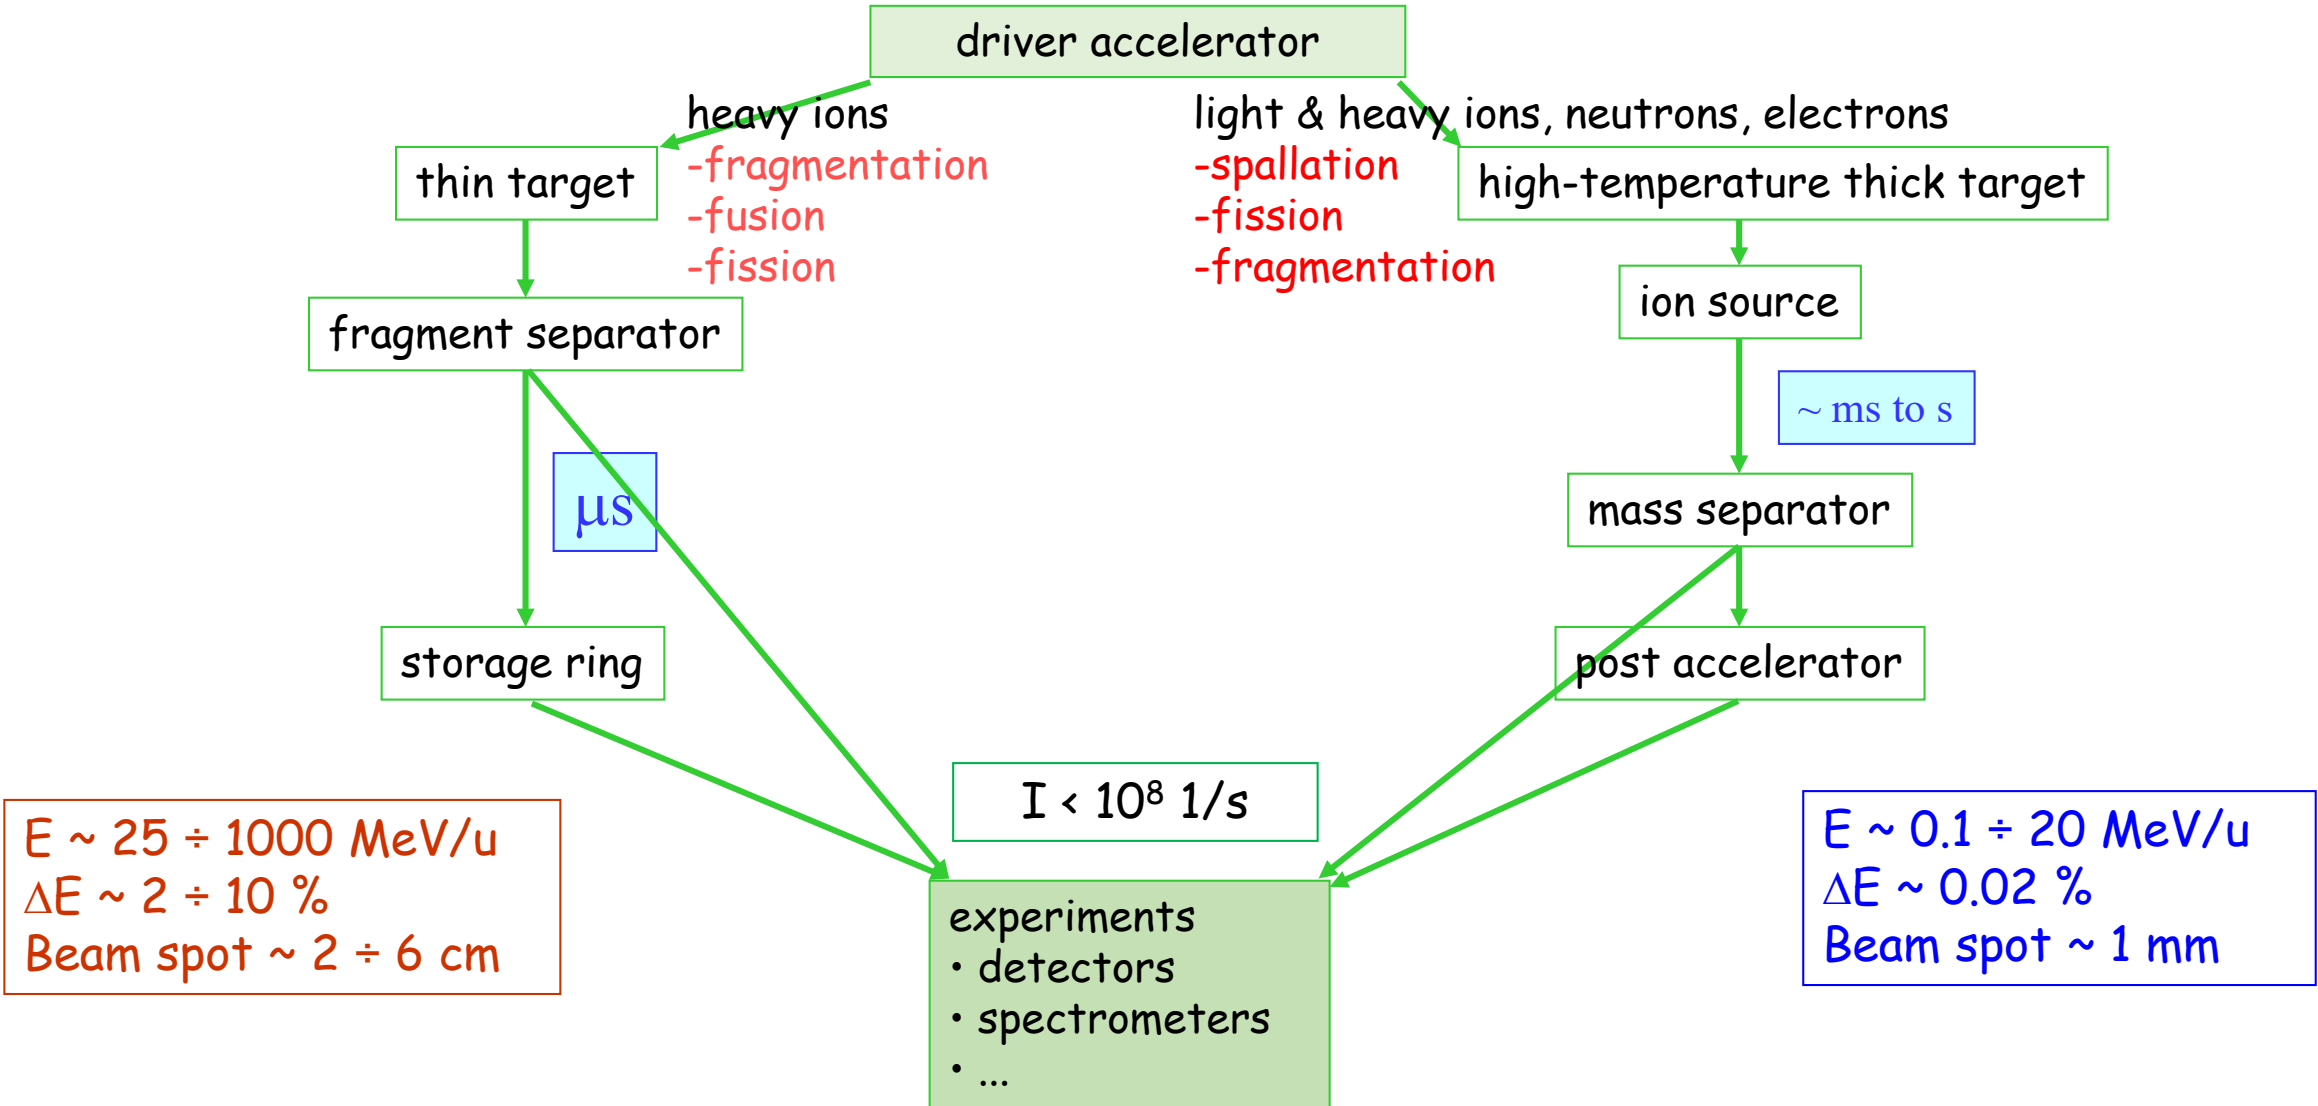 driver accelerator
heavy ions
-fragmentation
-fusion
-fission
light & heavy ions, neutrons, electrons
-spallation
-fission
-fragmentation
thin target
high-temperature thick target
ion source
fragment separator
~ ms to s
μs
mass separator
storage ring
post accelerator
I < 10⁸ 1/s
E ~ 25 ÷ 1000 MeV/u
ΔE ~ 2 ÷ 10 %
Beam spot ~ 2 ÷ 6 cm
E ~ 0.1 ÷ 20 MeV/u
ΔE ~ 0.02 %
Beam spot ~ 1 mm
experiments
• detectors
• spectrometers
• ...